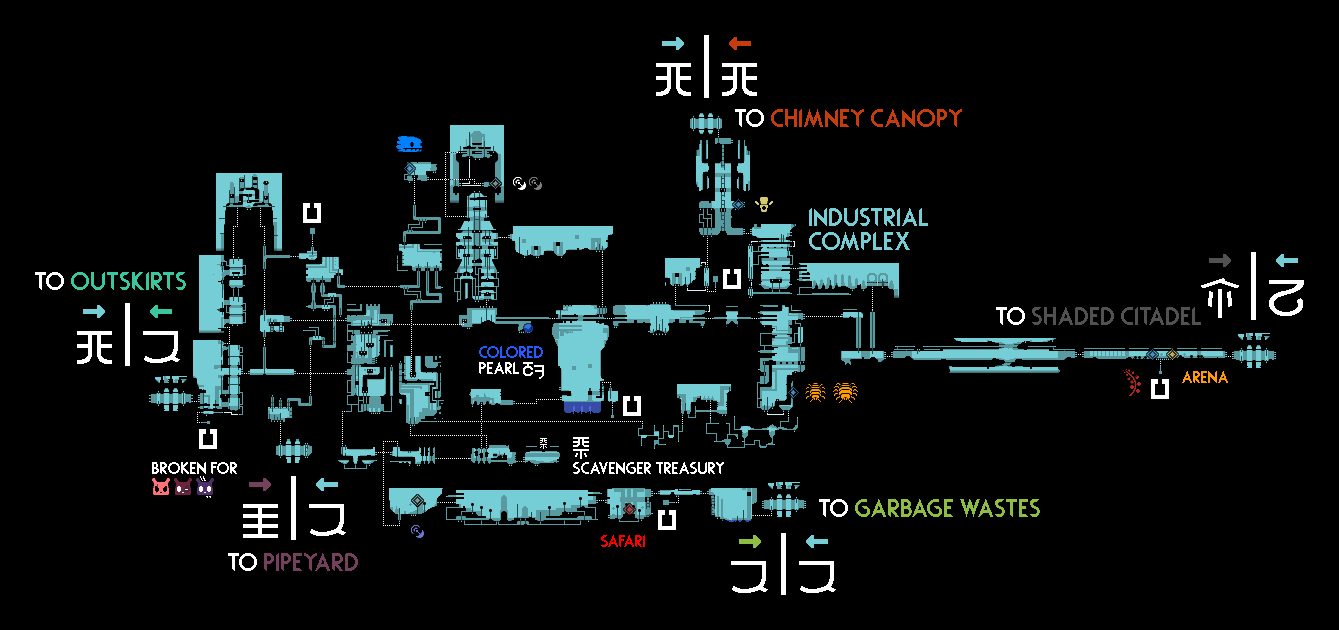 TO CHIMNEY CANOPY
INDUSTRIAL
COMPLEX
TO OUTSKIRTS
TO SHADED CITADEL
COLORED
PEARL
ARENA
BROKEN FOR
SCAVENGER TREASURY
TO GARBAGE WASTES
SAFARI
TO PIPEYARD